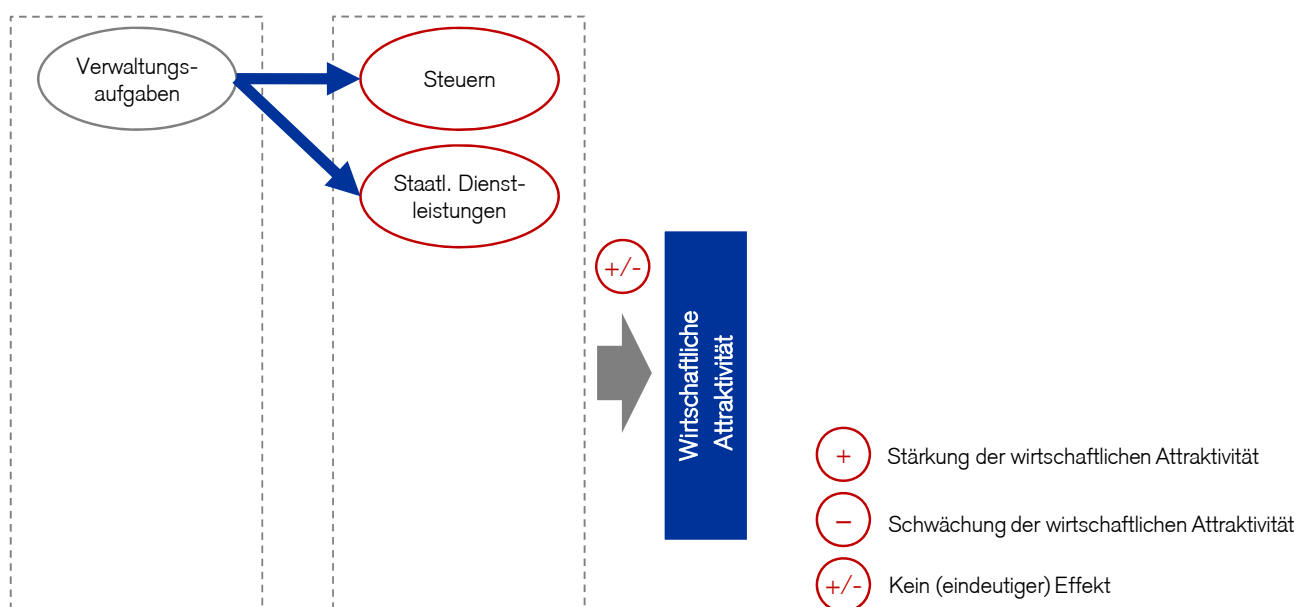 Verwaltungs-
aufgaben
Steuern
Staatl. Dienst-
leistungen
+/-
Wirtschaftliche
Attraktivität
+ Stärkung der wirtschaftlichen Attraktivität
– Schwächung der wirtschaftlichen Attraktivität
+/- Kein (eindeutiger) Effekt